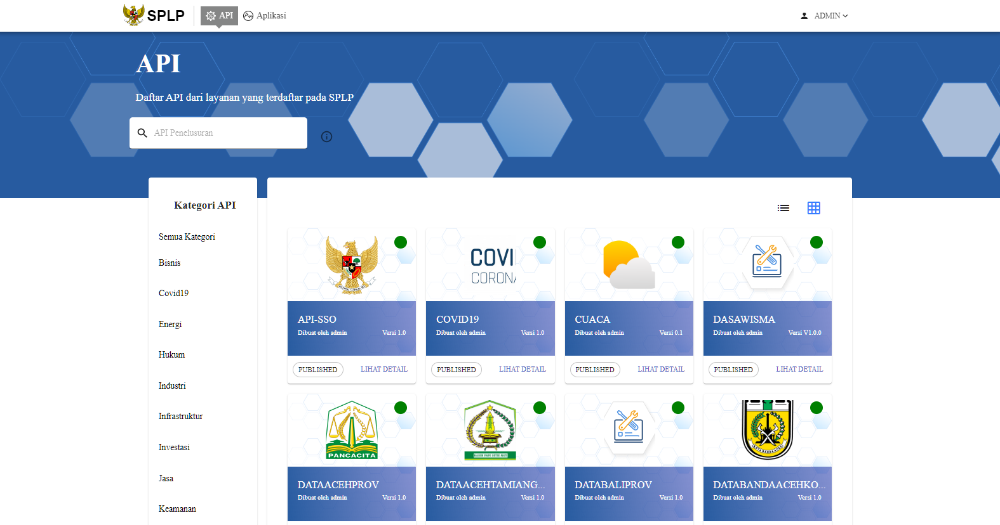 SPLP
API
Aplikasi
ADMIN
API
Daftar API dari layanan yang terdaftar pada SPLP
API Penelusuran
Kategori API
Semua Kategori
Bisnis
Covid19
Energi
Hukum
Industri
Infrastruktur
Investasi
Jasa
Keamanan
API-SSO
Dibuat oleh admin Versi 1.0
PUBLISHED LIHAT DETAIL
COVI
CORONA
COVID19
Dibuat oleh admin Versi 1.0
PUBLISHED LIHAT DETAIL
CUACA
Dibuat oleh admin Versi 0.1
PUBLISHED LIHAT DETAIL
DASAWISMA
Dibuat oleh admin Versi V1.0.0
PUBLISHED LIHAT DETAIL
PANCACITA
DATAACEHPROV
Dibuat oleh admin Versi 1.0
DATAACEHTAMIANG...
Dibuat oleh admin Versi 1.0
DATABALIPROV
Dibuat oleh admin Versi 1.0
KOTA BANDA ACEH
DATABANDAACEHKO...
Dibuat oleh admin Versi 1.0